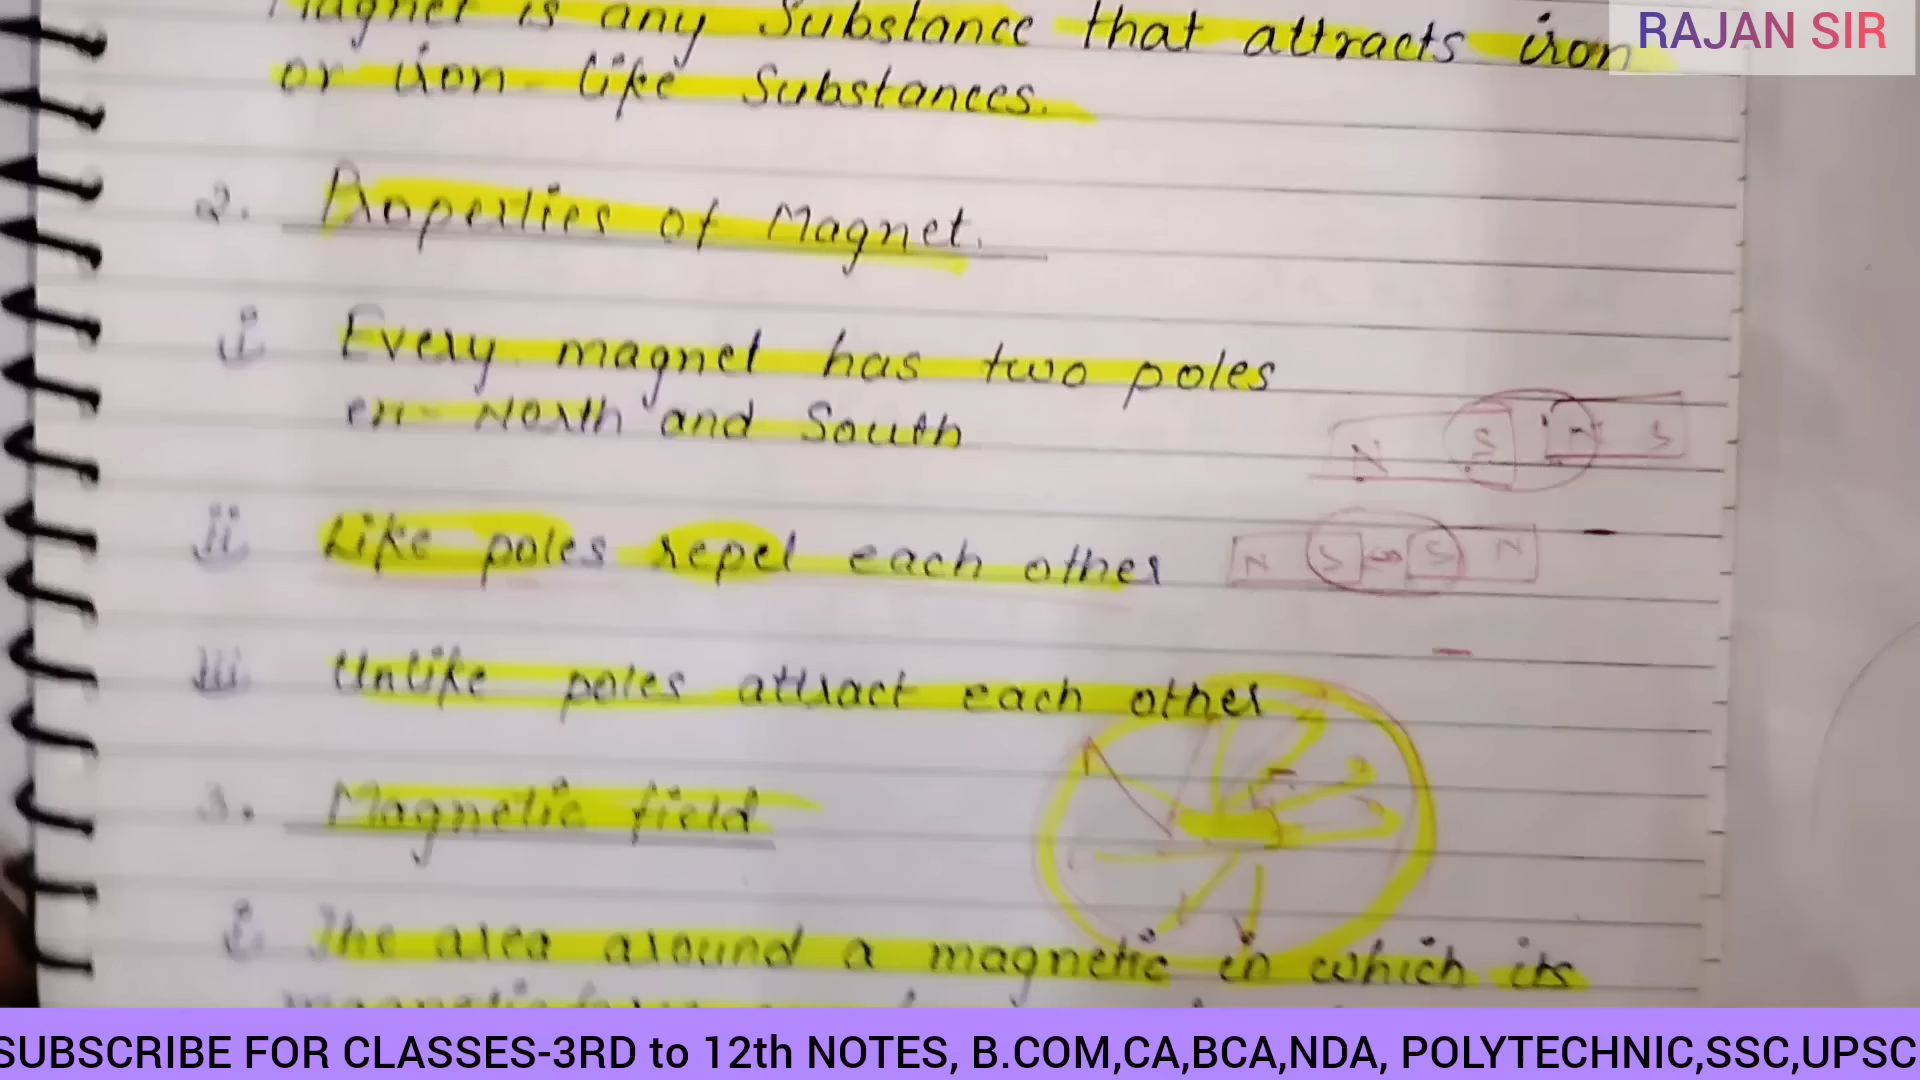 Magnet is any Substance that attracts iron
RAJAN SIR
or iron-like Substances.
2. Properties of Magnet.
i Every magnet has two poles
en-North and South
N S N S
ii Like poles repel each other
N S S N
iii Unlike poles attract each other
3. Magnetic field
i The area around a magnetic in which its
SUBSCRIBE FOR CLASSES-3RD to 12th NOTES, B.COM,CA,BCA,NDA, POLYTECHNIC,SSC,UPSC